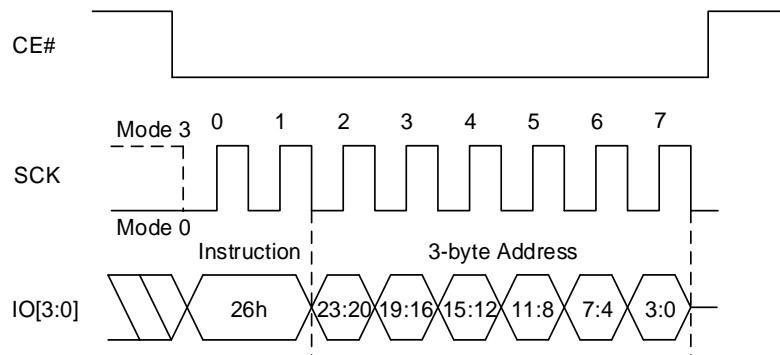 CE#
Mode 3 0 1 2 3 4 5 6 7
SCK
Mode 0
Instruction 3-byte Address
IO[3:0] 26h 23:20 19:16 15:12 11:8 7:4 3:0